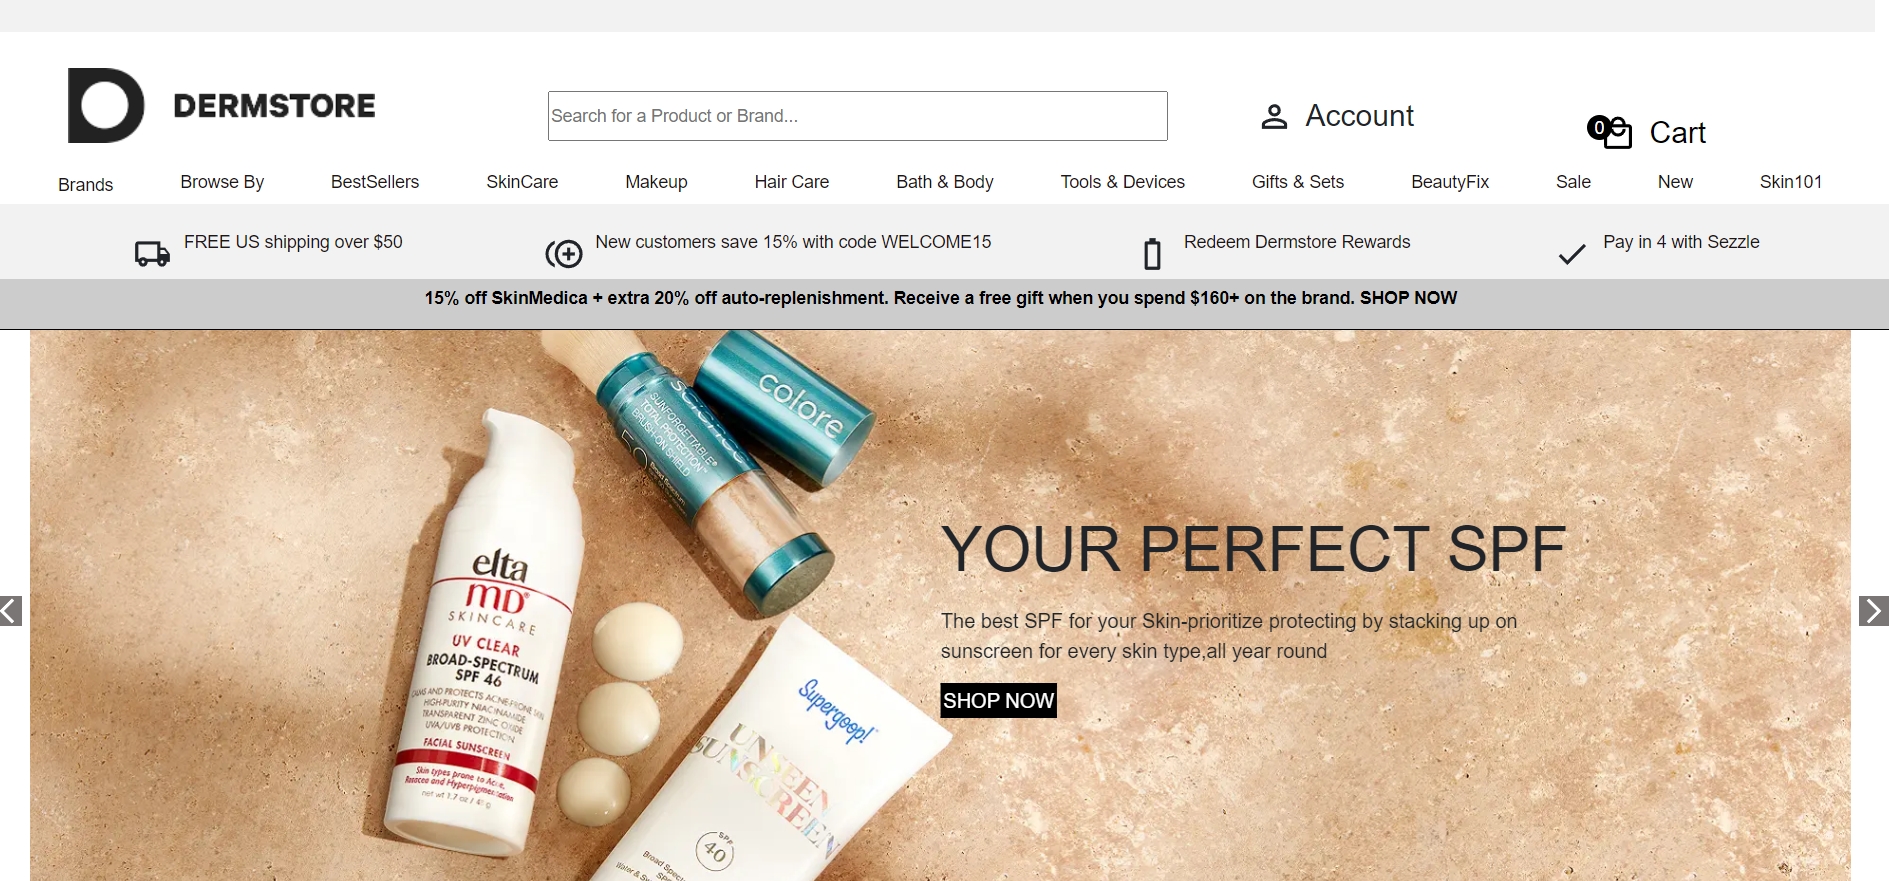 DERMSTORE
Search for a Product or Brand...
Account
0
Cart
Brands
Browse By
BestSellers
SkinCare
Makeup
Hair Care
Bath & Body
Tools & Devices
Gifts & Sets
BeautyFix
Sale
New
Skin101
FREE US shipping over $50
New customers save 15% with code WELCOME15
Redeem Dermstore Rewards
Pay in 4 with Sezzle
15% off SkinMedica + extra 20% off auto-replenishment. Receive a free gift when you spend $160+ on the brand. SHOP NOW
colore
SUNFORGETTABLE®
TOTAL PROTECTION™
BRUSH-ON SHIELD
50
elta
MD®
SKINCARE
UV CLEAR
BROAD-SPECTRUM
SPF 46
CALMS AND PROTECTS ACNE-PRONE SKIN
HIGH-PURITY NIACINAMIDE
TRANSPARENT ZINC OXIDE
UVA/UVB PROTECTION
FACIAL SUNSCREEN
Skin types prone to Acne,
Rosacea and Hyperpigmentation
net wt 1.7 oz / 48 g
Supergoop!
UNSEEN
SUNSCREEN
SPF
40
YOUR PERFECT SPF
The best SPF for your Skin-prioritize protecting by stacking up on
sunscreen for every skin type,all year round
SHOP NOW